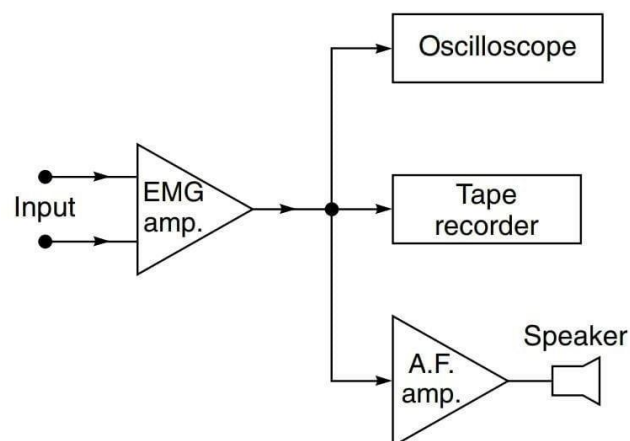 Oscilloscope
Input
EMG
amp.
Tape
recorder
Speaker
A.F.
amp.